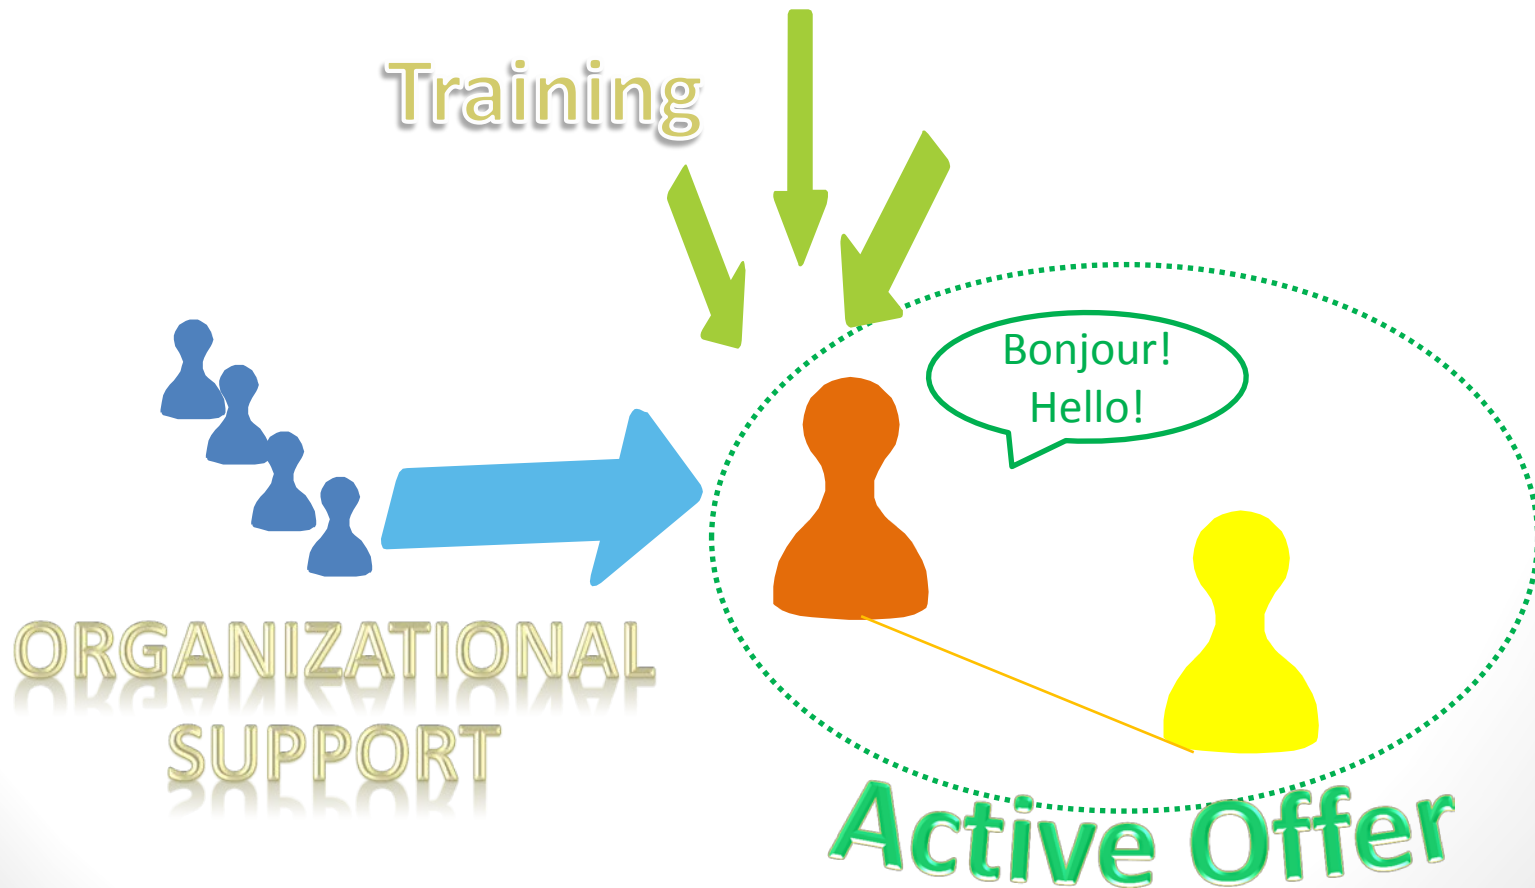 Training
Bonjour!
Hello!
ORGANIZATIONAL
SUPPORT
Active Offer